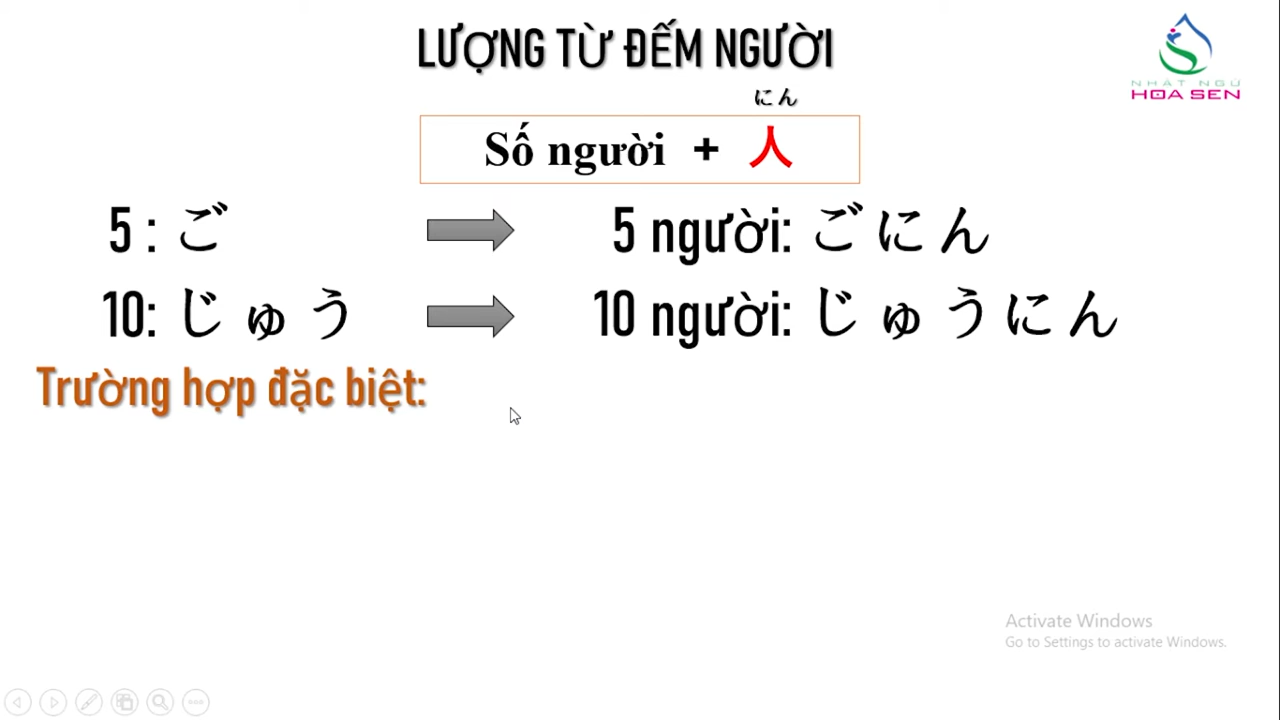 LƯỢNG TỪ ĐẾM NGƯỜI
NHẬT NGỮ
HOA SEN
にん
Số người + 人
5 : ご 5 người: ごにん
10: じゅう 10 người: じゅうにん
Trường hợp đặc biệt:
Activate Windows
Go to Settings to activate Windows.